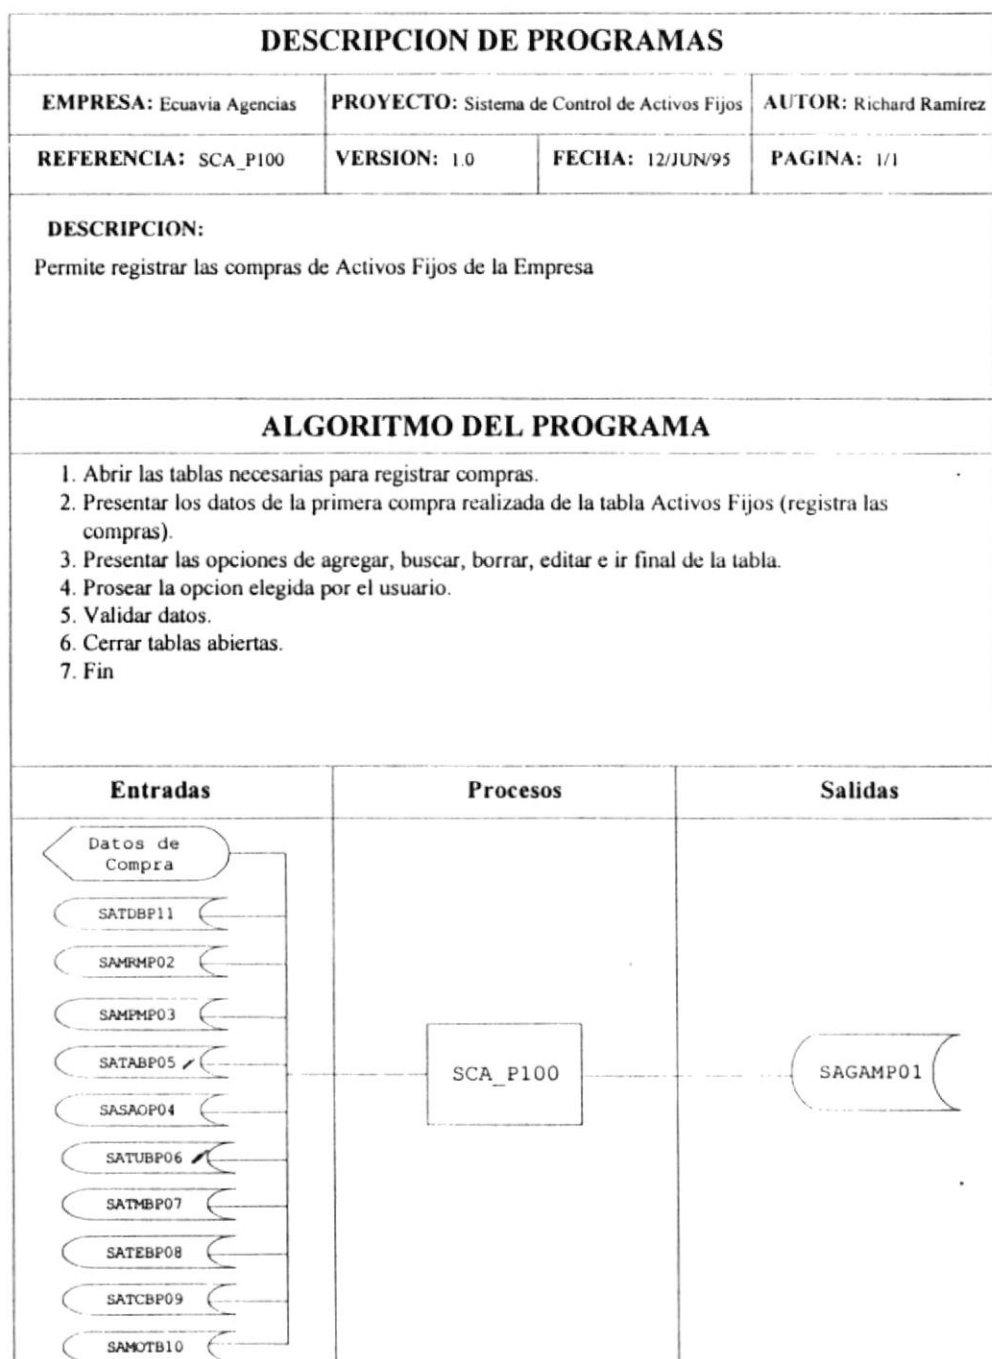 DESCRIPCION DE PROGRAMAS
EMPRESA: Ecuavia Agencias
PROYECTO: Sistema de Control de Activos Fijos
AUTOR: Richard Ramírez
REFERENCIA: SCA_P100
VERSION: 1.0
FECHA: 12/JUN/95
PAGINA: 1/1
DESCRIPCION:
Permite registrar las compras de Activos Fijos de la Empresa
ALGORITMO DEL PROGRAMA
1. Abrir las tablas necesarias para registrar compras.
2. Presentar los datos de la primera compra realizada de la tabla Activos Fijos (registra las
compras).
3. Presentar las opciones de agregar, buscar, borrar, editar e ir final de la tabla.
4. Prosear la opcion elegida por el usuario.
5. Validar datos.
6. Cerrar tablas abiertas.
7. Fin
Entradas
Procesos
Salidas
Datos de
Compra
SATDBP11
SAMRMP02
SAMPMP03
SATABP05
SASAOP04
SATUBP06
SATMBP07
SATEBP08
SATCBP09
SAMOTB10
SCA_P100
SAGAMP01